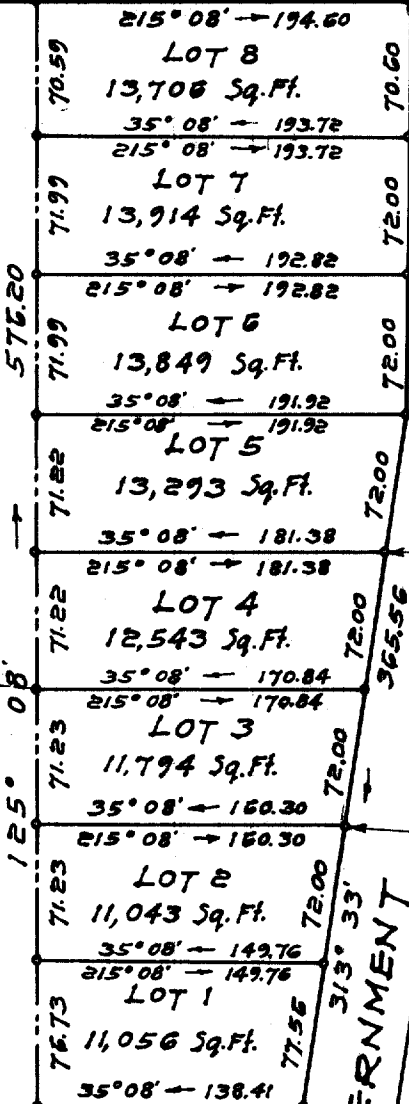 215° 08' → 194.60
LOT 8
13,706 Sq.Ft.
70.59
70.60
35° 08' ← 193.72
215° 08' → 193.72
LOT 7
13,914 Sq.Ft.
71.99
72.00
35° 08' ← 192.82
215° 08' → 192.82
LOT 6
13,849 Sq.Ft.
71.99
72.00
35° 08' ← 191.92
215° 08' → 191.92
LOT 5
13,293 Sq.Ft.
71.22
72.00
35° 08' ← 181.38
215° 08' → 181.38
LOT 4
12,543 Sq.Ft.
71.22
72.00
35° 08' ← 170.84
215° 08' → 170.84
LOT 3
11,794 Sq.Ft.
71.23
72.00
35° 08' ← 160.30
215° 08' → 160.30
LOT 2
11,043 Sq.Ft.
71.23
72.00
35° 08' ← 149.76
215° 08' → 149.76
LOT 1
11,056 Sq.Ft.
76.73
77.56
35° 08' ← 138.41
125° 08' → 576.20
313° 33' → 365.56
ERNMENT